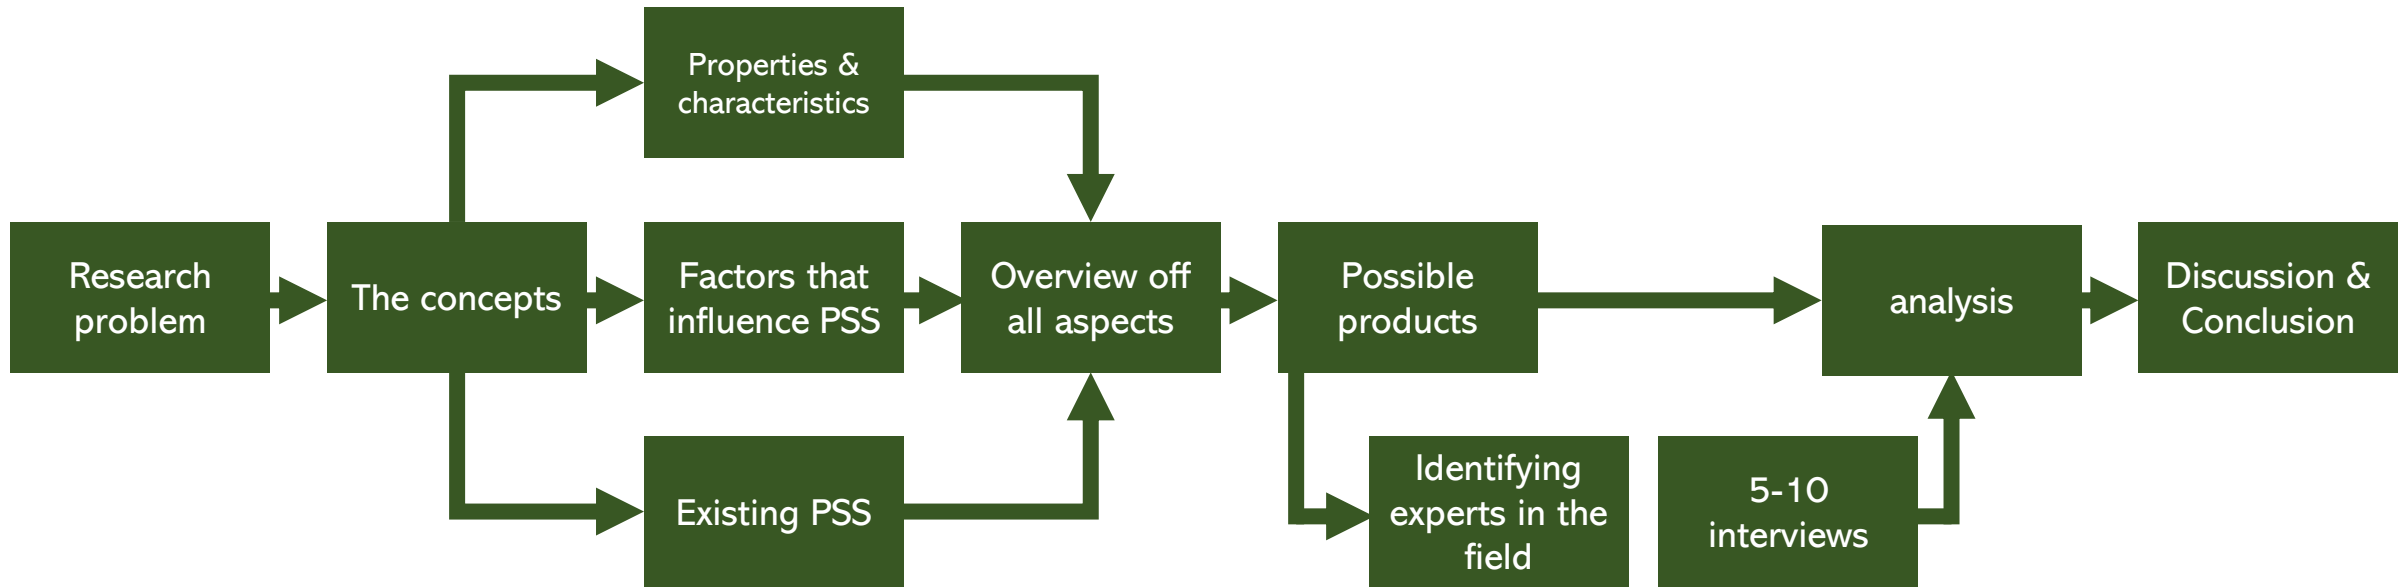 Properties &
characteristics
Research
problem
The concepts
Factors that
influence PSS
Overview off
all aspects
Possible
products
analysis
Discussion &
Conclusion
Existing PSS
Identifying
experts in the
field
5-10
interviews